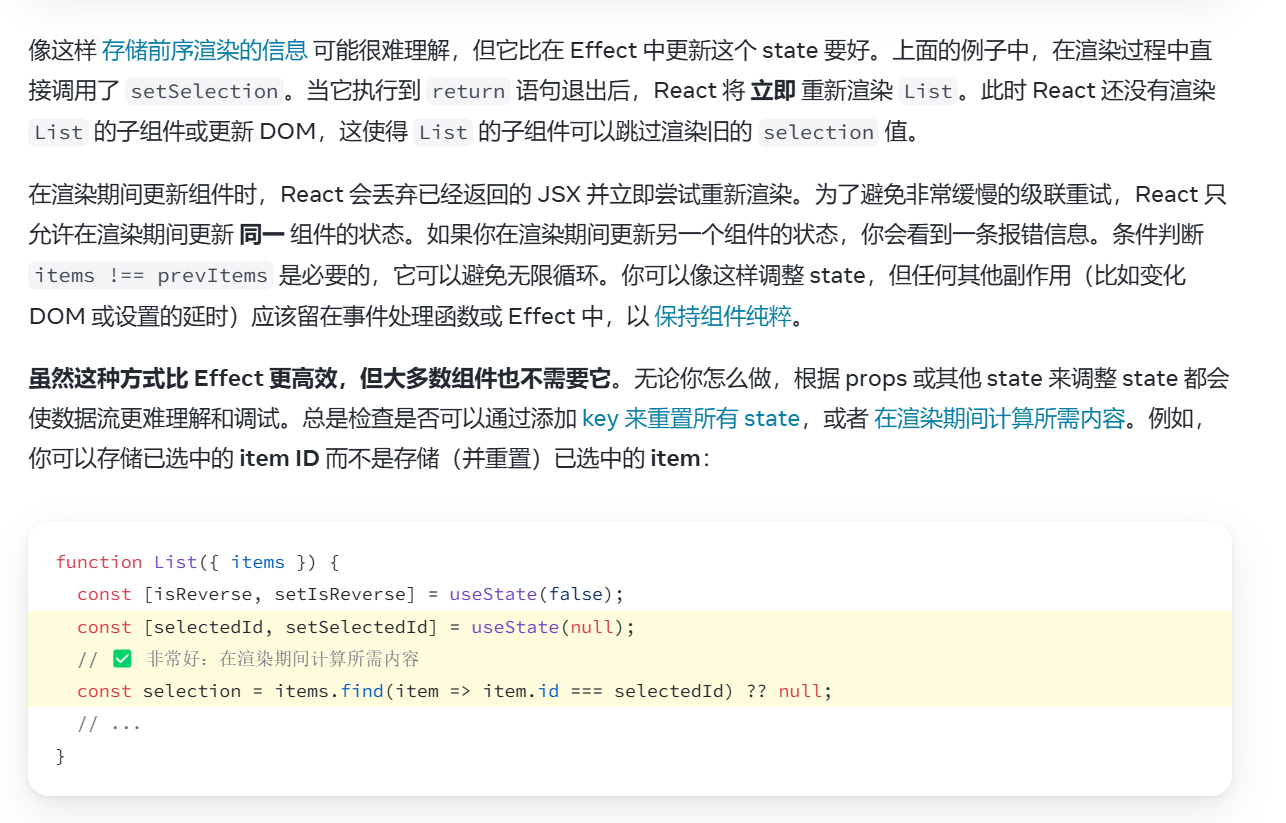 像这样 存储前序渲染的信息 可能很难理解，但它比在 Effect 中更新这个 state 要好。上面的例子中，在渲染过程中直
接调用了 setSelection 。当它执行到 return 语句退出后，React 将 立即 重新渲染 List 。此时 React 还没有渲染
List 的子组件或更新 DOM，这使得 List 的子组件可以跳过渲染旧的 selection 值。
在渲染期间更新组件时，React 会丢弃已经返回的 JSX 并立即尝试重新渲染。为了避免非常缓慢的级联重试，React 只
允许在渲染期间更新 同一 组件的状态。如果你在渲染期间更新另一个组件的状态，你会看到一条报错信息。条件判断
items !== prevItems 是必要的，它可以避免无限循环。你可以像这样调整 state，但任何其他副作用（比如变化
DOM 或设置的延时）应该留在事件处理函数或 Effect 中，以 保持组件纯粹。
虽然这种方式比 Effect 更高效，但大多数组件也不需要它。无论你怎么做，根据 props 或其他 state 来调整 state 都会
使数据流更难理解和调试。总是检查是否可以通过添加 key 来重置所有 state，或者 在渲染期间计算所需内容。例如，
你可以存储已选中的 item ID 而不是存储（并重置）已选中的 item：
function List({ items }) {
  const [isReverse, setIsReverse] = useState(false);
  const [selectedId, setSelectedId] = useState(null);
  // ✅ 非常好：在渲染期间计算所需内容
  const selection = items.find(item => item.id === selectedId) ?? null;
  // ...
}